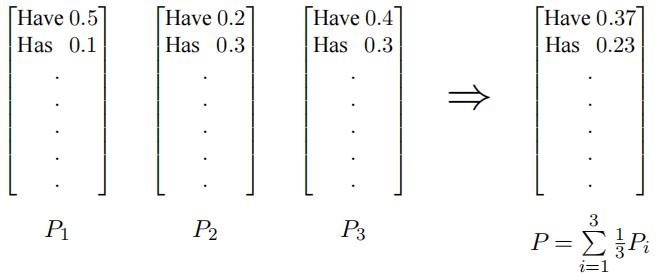 Have 0.5 Have 0.2 Have 0.4 Have 0.37
Has 0.1 Has 0.3 Has 0.3 ⇒ Has 0.23
. . . .
. . . .
. . . .
. . . .
. . . .
P₁ P₂ P₃ P = ∑_{i=1}^{3} 1/3 Pᵢ